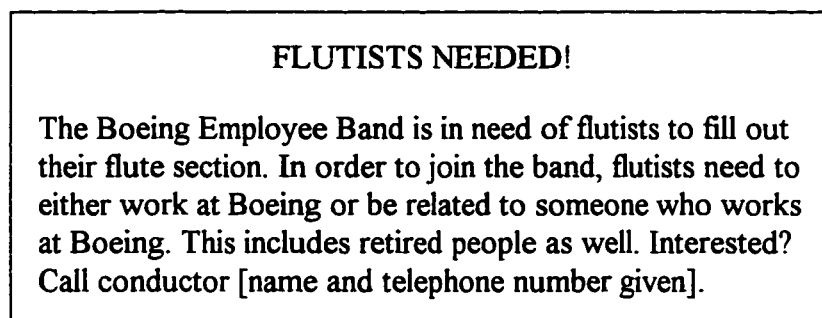 FLUTISTS NEEDED!
The Boeing Employee Band is in need of flutists to fill out
their flute section. In order to join the band, flutists need to
either work at Boeing or be related to someone who works
at Boeing. This includes retired people as well. Interested?
Call conductor [name and telephone number given].